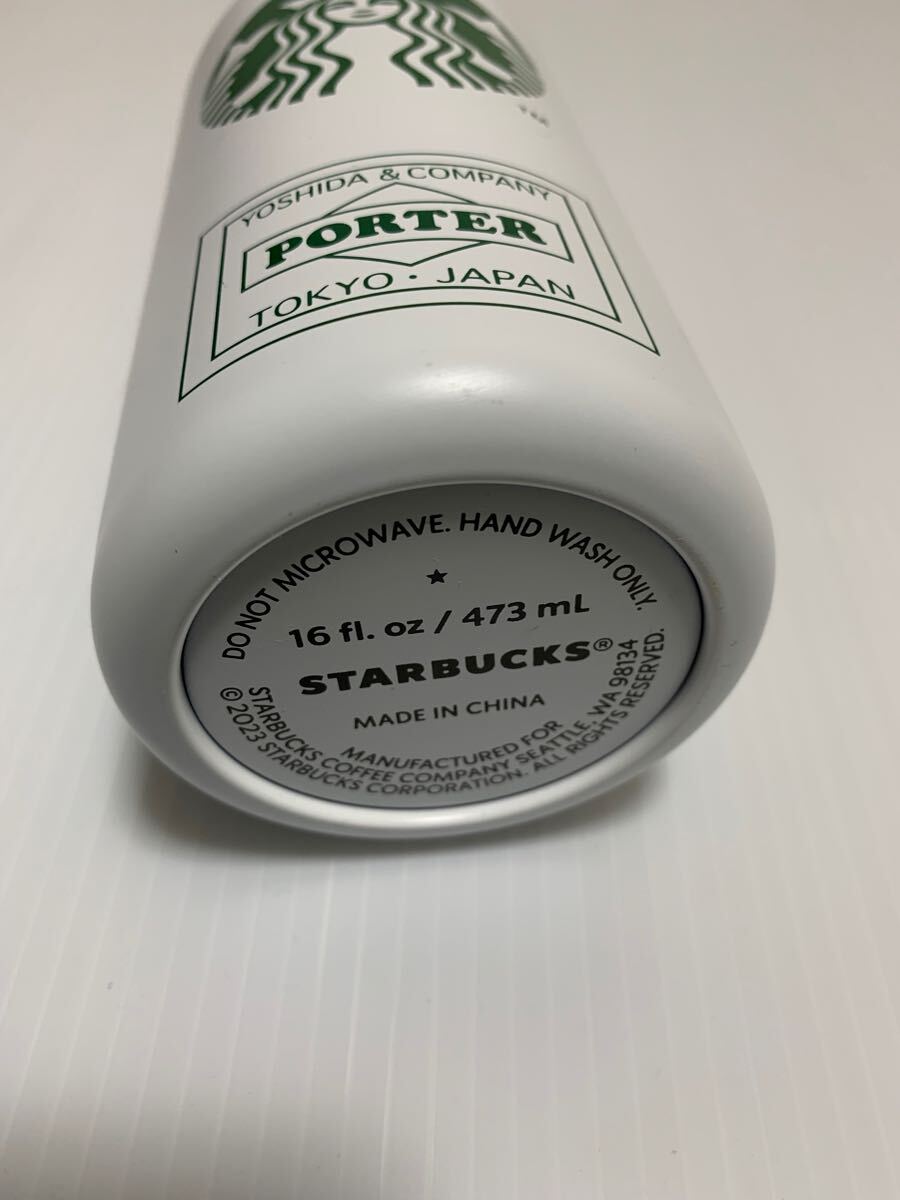 TM
YOSHIDA & COMPANY
PORTER
TOKYO · JAPAN
DO NOT MICROWAVE. HAND WASH ONLY.
★
16 fl. oz / 473 mL
STARBUCKS®
MADE IN CHINA
MANUFACTURED FOR
STARBUCKS COFFEE COMPANY SEATTLE, WA 98134
©2023 STARBUCKS CORPORATION. ALL RIGHTS RESERVED.